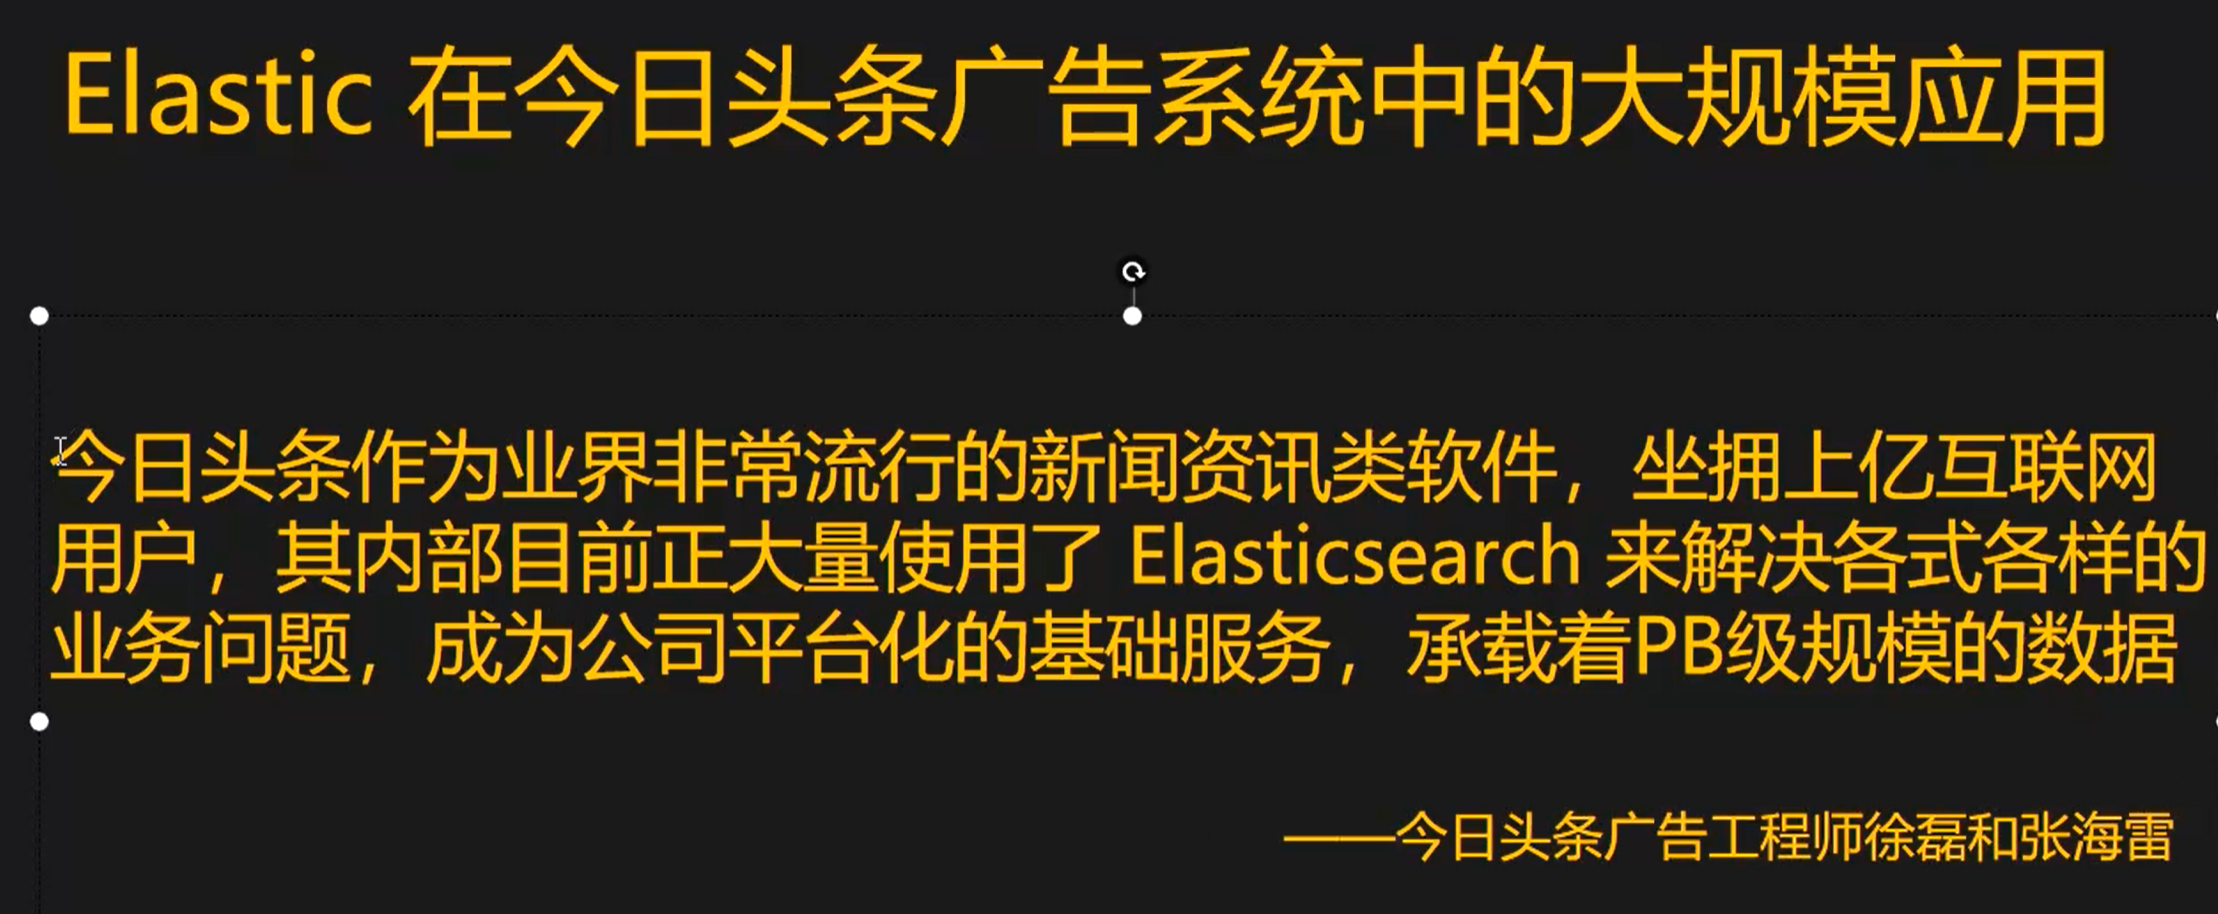 Elastic 在今日头条广告系统中的大规模应用
今日头条作为业界非常流行的新闻资讯类软件，坐拥上亿互联网
用户，其内部目前正大量使用了 Elasticsearch 来解决各式各样的
业务问题，成为公司平台化的基础服务，承载着PB级规模的数据
——今日头条广告工程师徐磊和张海雷